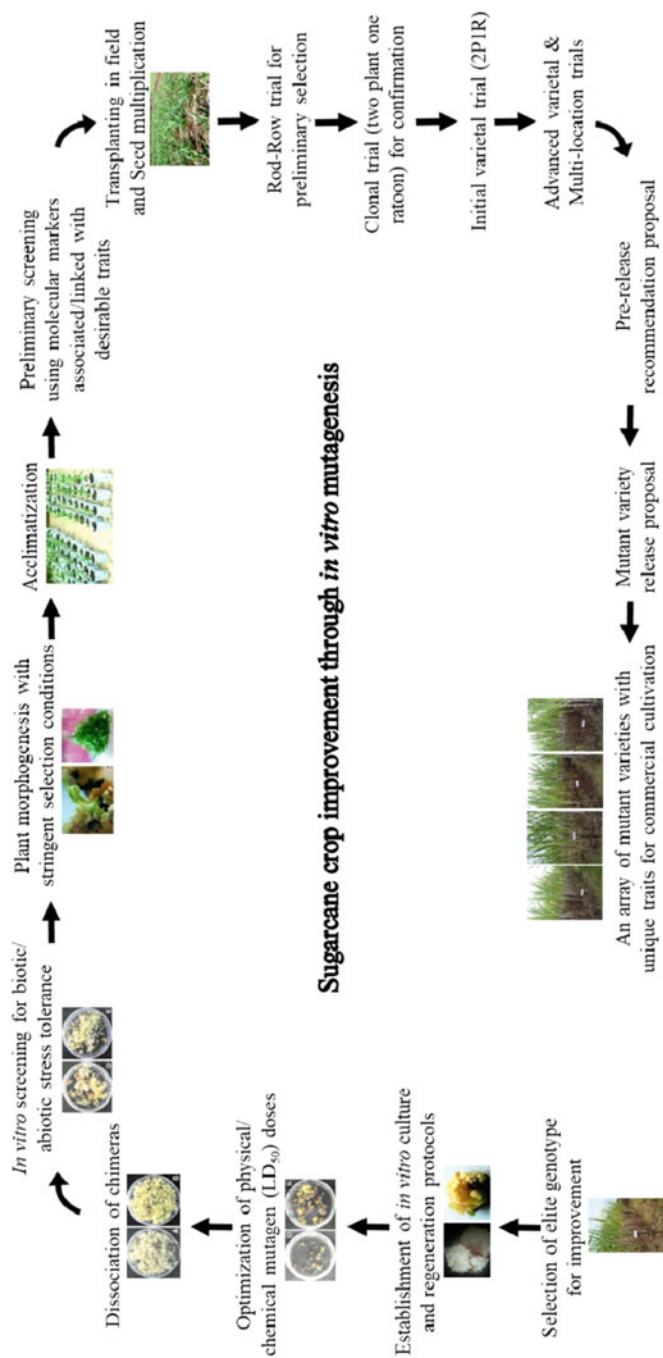 Sugarcane crop improvement through in vitro mutagenesis
Selection of elite genotype
for improvement
Establishment of in vitro culture
and regeneration protocols
Optimization of physical/
chemical mutagen (LD₅₀) doses
Dissociation of chimeras
In vitro screening for biotic/
abiotic stress tolerance
Plant morphogenesis with
stringent selection conditions
Acclimatization
Preliminary screening
using molecular markers
associated/linked with
desirable traits
Transplanting in field
and Seed multiplication
Rod-Row trial for
preliminary selection
Clonal trial (two plant one
ratoon) for confirmation
Initial varietal trial (2P1R)
Advanced varietal &
Multi-location trials
Pre-release
recommendation proposal
Mutant variety
release proposal
An array of mutant varieties with
unique traits for commercial cultivation